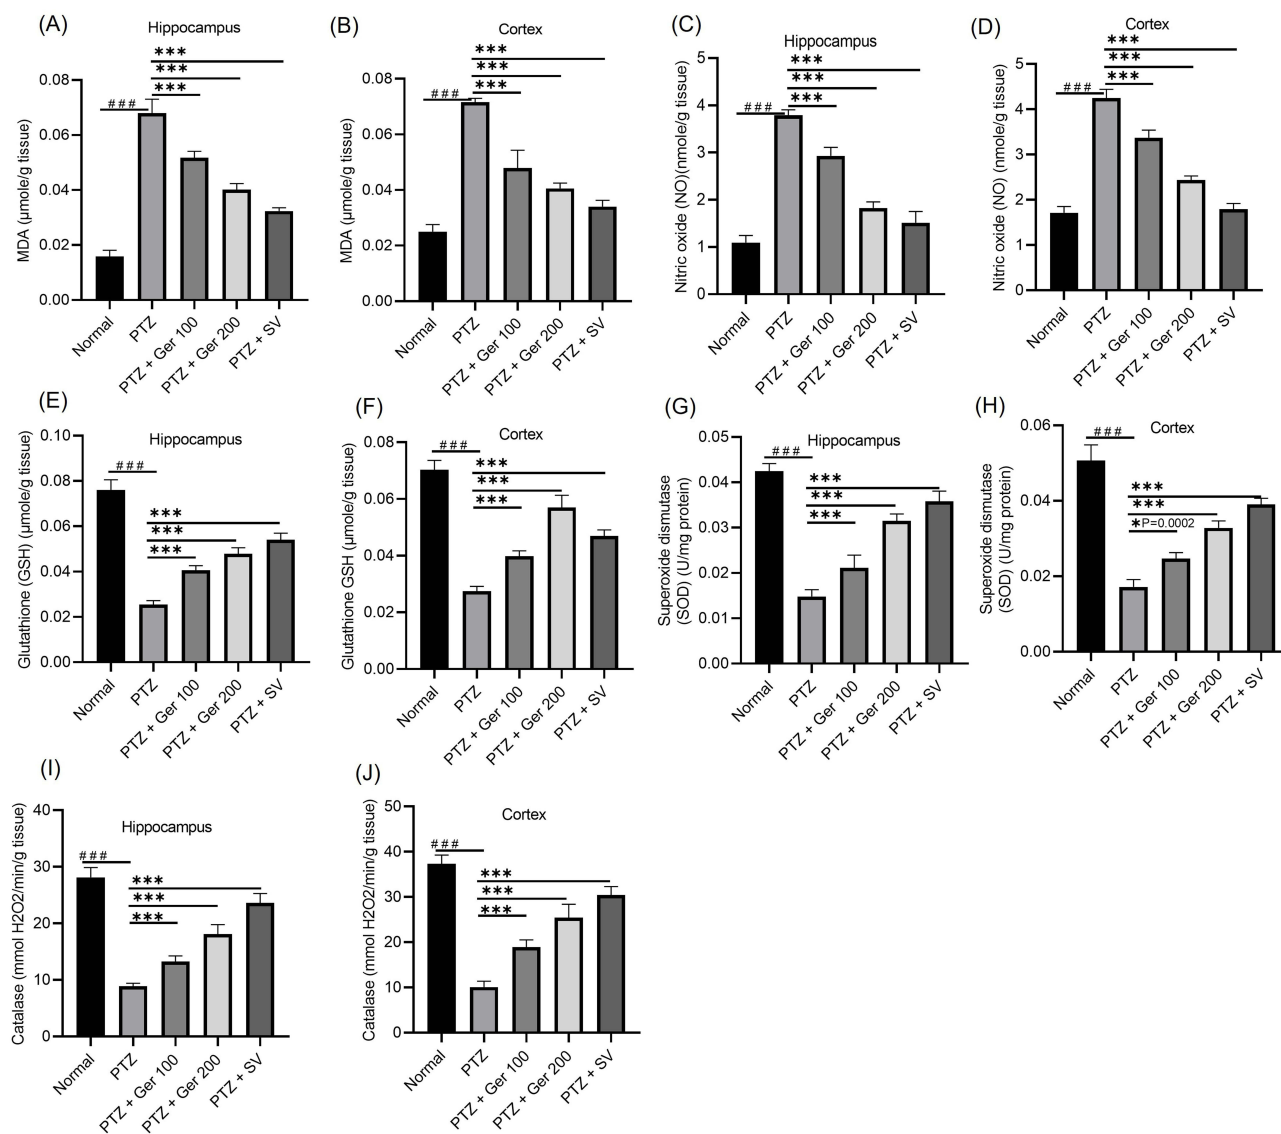 (A)
Hippocampus
MDA (µmole/g tissue)
0.08
0.06
0.04
0.02
0.00
###
***
***
***
Normal
PTZ
PTZ + Ger 100
PTZ + Ger 200
PTZ + SV
(B)
Cortex
MDA (µmole/g tissue)
0.08
0.06
0.04
0.02
0.00
###
***
***
***
Normal
PTZ
PTZ + Ger 100
PTZ + Ger 200
PTZ + SV
(C)
Hippocampus
Nitric oxide (NO)(nmole/g tissue)
5
4
3
2
1
0
###
***
***
***
Normal
PTZ
PTZ + Ger 100
PTZ + Ger 200
PTZ + SV
(D)
Cortex
Nitric oxide (NO) (nmole/g tissue)
5
4
3
2
1
0
###
***
***
***
Normal
PTZ
PTZ + Ger 100
PTZ + Ger 200
PTZ + SV
(E)
Hippocampus
Glutathione (GSH) (µmole/g tissue)
0.10
0.08
0.06
0.04
0.02
0.00
###
***
***
***
Normal
PTZ
PTZ + Ger 100
PTZ + Ger 200
PTZ + SV
(F)
Cortex
Glutathione GSH) (µmole/g tissue)
0.08
0.06
0.04
0.02
0.00
###
***
***
***
Normal
PTZ
PTZ + Ger 100
PTZ + Ger 200
PTZ + SV
(G)
Hippocampus
Superoxide dismutase
(SOD) (U/mg protein)
0.05
0.04
0.03
0.02
0.01
0.00
###
***
***
***
Normal
PTZ
PTZ + Ger 100
PTZ + Ger 200
PTZ + SV
(H)
Cortex
Superoxide dismutase
(SOD) (U/mg protein)
0.06
0.04
0.02
0.00
###
***
***
*P=0.0002
Normal
PTZ
PTZ + Ger 100
PTZ + Ger 200
PTZ + SV
(I)
Hippocampus
Catalase (mmol H2O2/min/g tissue)
40
30
20
10
0
###
***
***
***
Normal
PTZ
PTZ + Ger 100
PTZ + Ger 200
PTZ + SV
(J)
Cortex
Catalase (mmol H2O2/min/g tissue)
50
40
30
20
10
0
###
***
***
***
Normal
PTZ
PTZ + Ger 100
PTZ + Ger 200
PTZ + SV